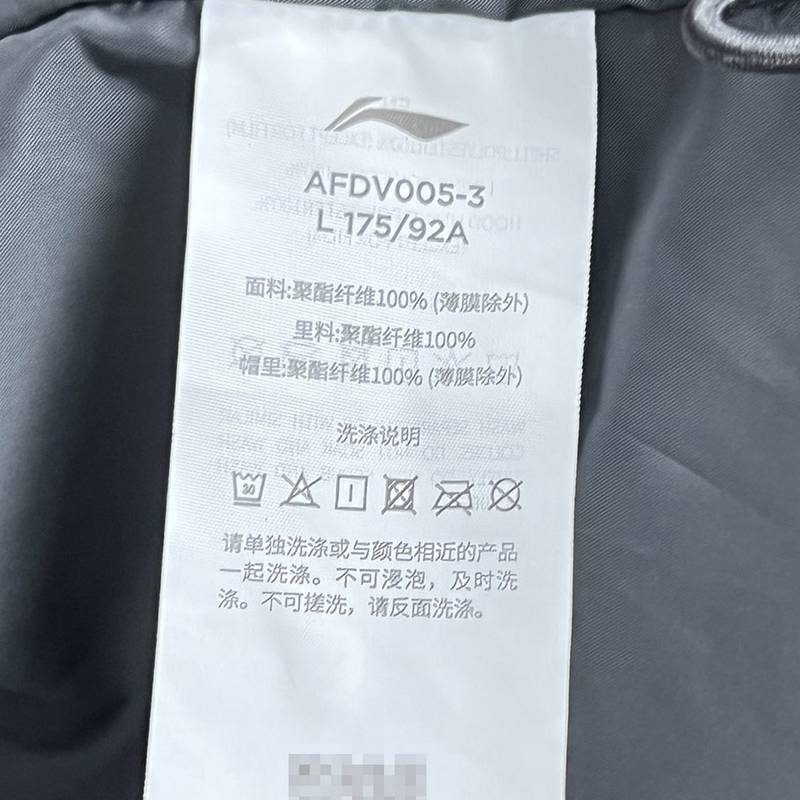 AFDV005-3
L 175/92A
面料:聚酯纤维100% (薄膜除外)
里料:聚酯纤维100%
帽里:聚酯纤维100% (薄膜除外)
洗涤说明
30
请单独洗涤或与颜色相近的产品
一起洗涤。不可浸泡，及时洗
涤。不可搓洗，请反面洗涤。